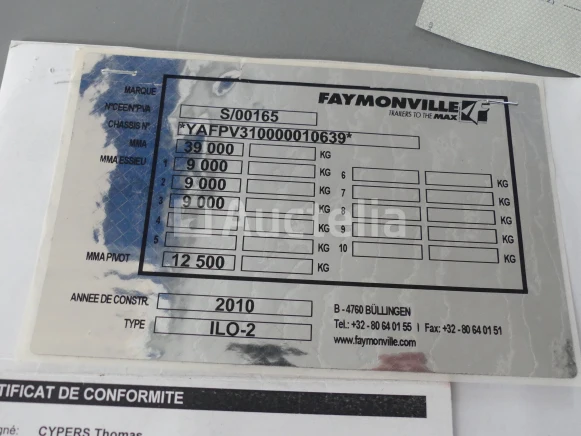 MARQUE
FAYMONVILLE
TRAILERS TO THE MAX
N°CEEN°PVA S/00165
CHASSIS N° *YAFPV310000010639*
MMA 39 000 KG
MMA ESSIEU 1 9 000 KG 6 KG
2 9 000 KG 7 KG
3 9 000 KG 8 KG
4 KG 9 KG
5 KG 10 KG
MMA PIVOT 12 500 KG
Auctelia
ANNEE DE CONSTR. 2010
TYPE ILO-2
B - 4760 BÜLLINGEN
Tel.: +32 - 80 64 01 55 I Fax: +32 - 80 64 01 51
www.faymonville.com
TIFICAT DE CONFORMITE
igné: CYPERS Thomas